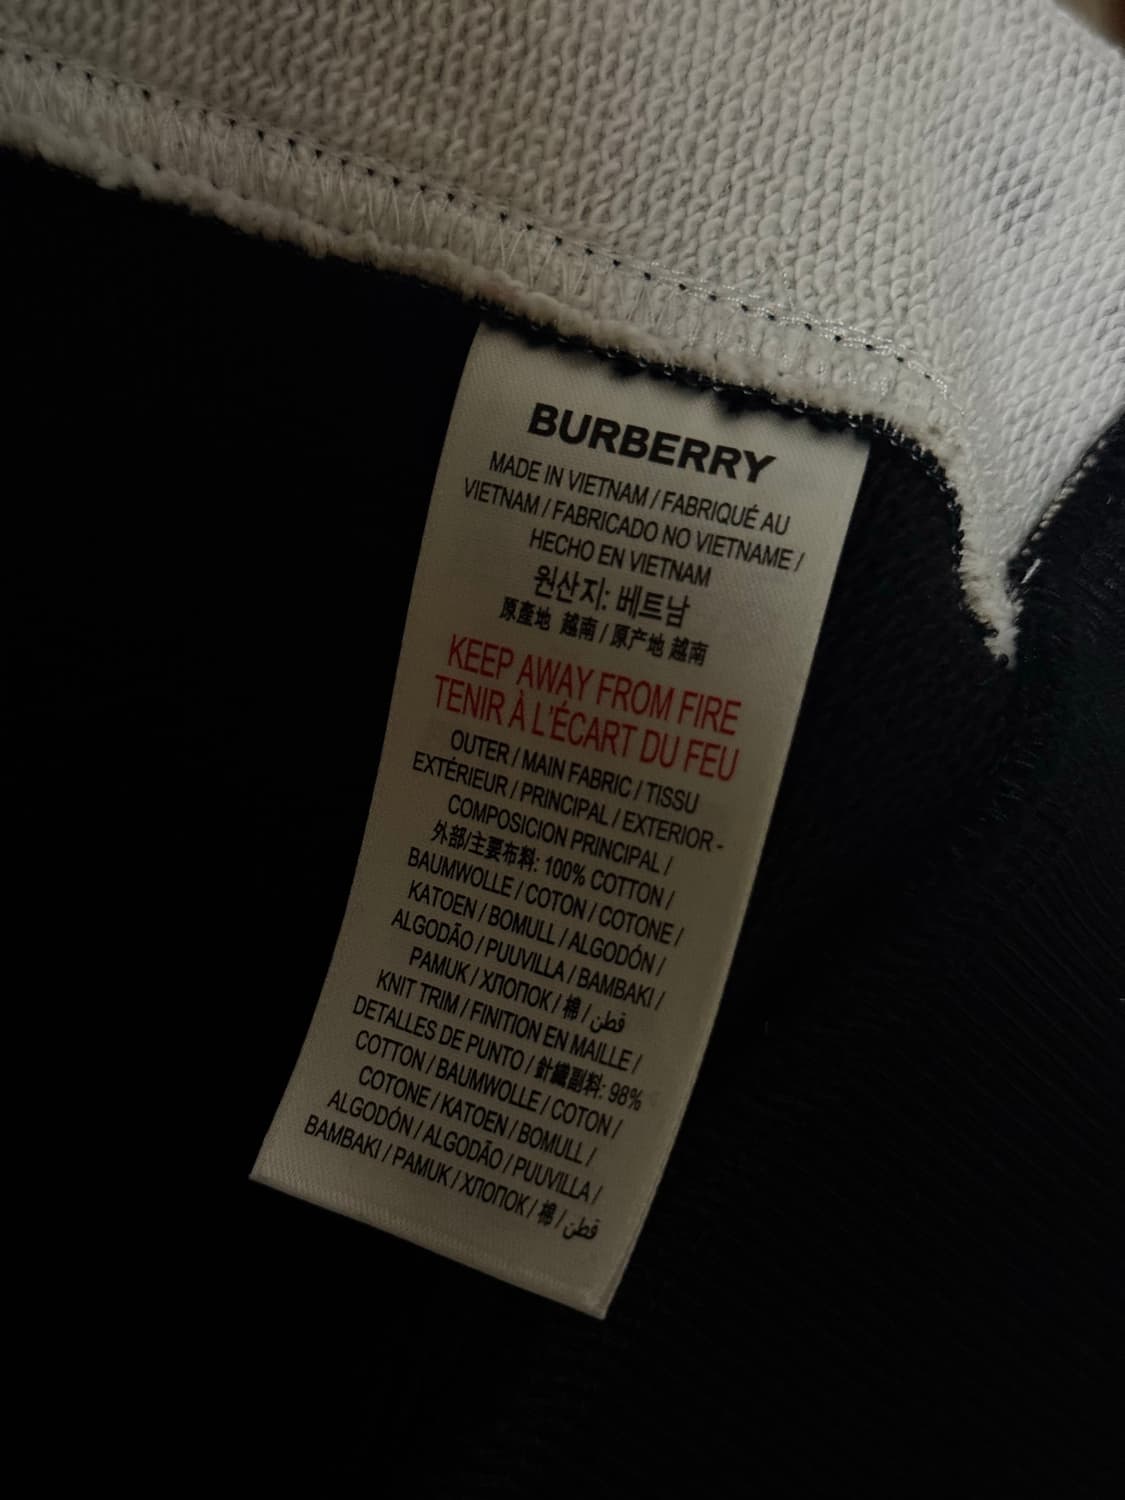 BURBERRY
MADE IN VIETNAM / FABRIQUÉ AU
VIETNAM / FABRICADO NO VIETNAME /
HECHO EN VIETNAM
원산지: 베트남
原產地 越南 / 原产地 越南
KEEP AWAY FROM FIRE
TENIR À L'ÉCART DU FEU
OUTER / MAIN FABRIC / TISSU
EXTÉRIEUR / PRINCIPAL / EXTERIOR -
COMPOSICION PRINCIPAL /
外部/主要布料: 100% COTTON /
BAUMWOLLE / COTON / COTONE /
KATOEN / BOMULL / ALGODÓN /
ALGODÃO / PUUVILLA / BAMBAKI /
PAMUK / ХЛОПОК / 棉 / قطن
KNIT TRIM / FINITION EN MAILLE /
DETALLES DE PUNTO / 針織副料: 98%
COTTON / BAUMWOLLE / COTON /
COTONE / KATOEN / BOMULL /
ALGODÓN / ALGODÃO / PUUVILLA /
BAMBAKI / PAMUK / ХЛОПОК / 棉 / قطن